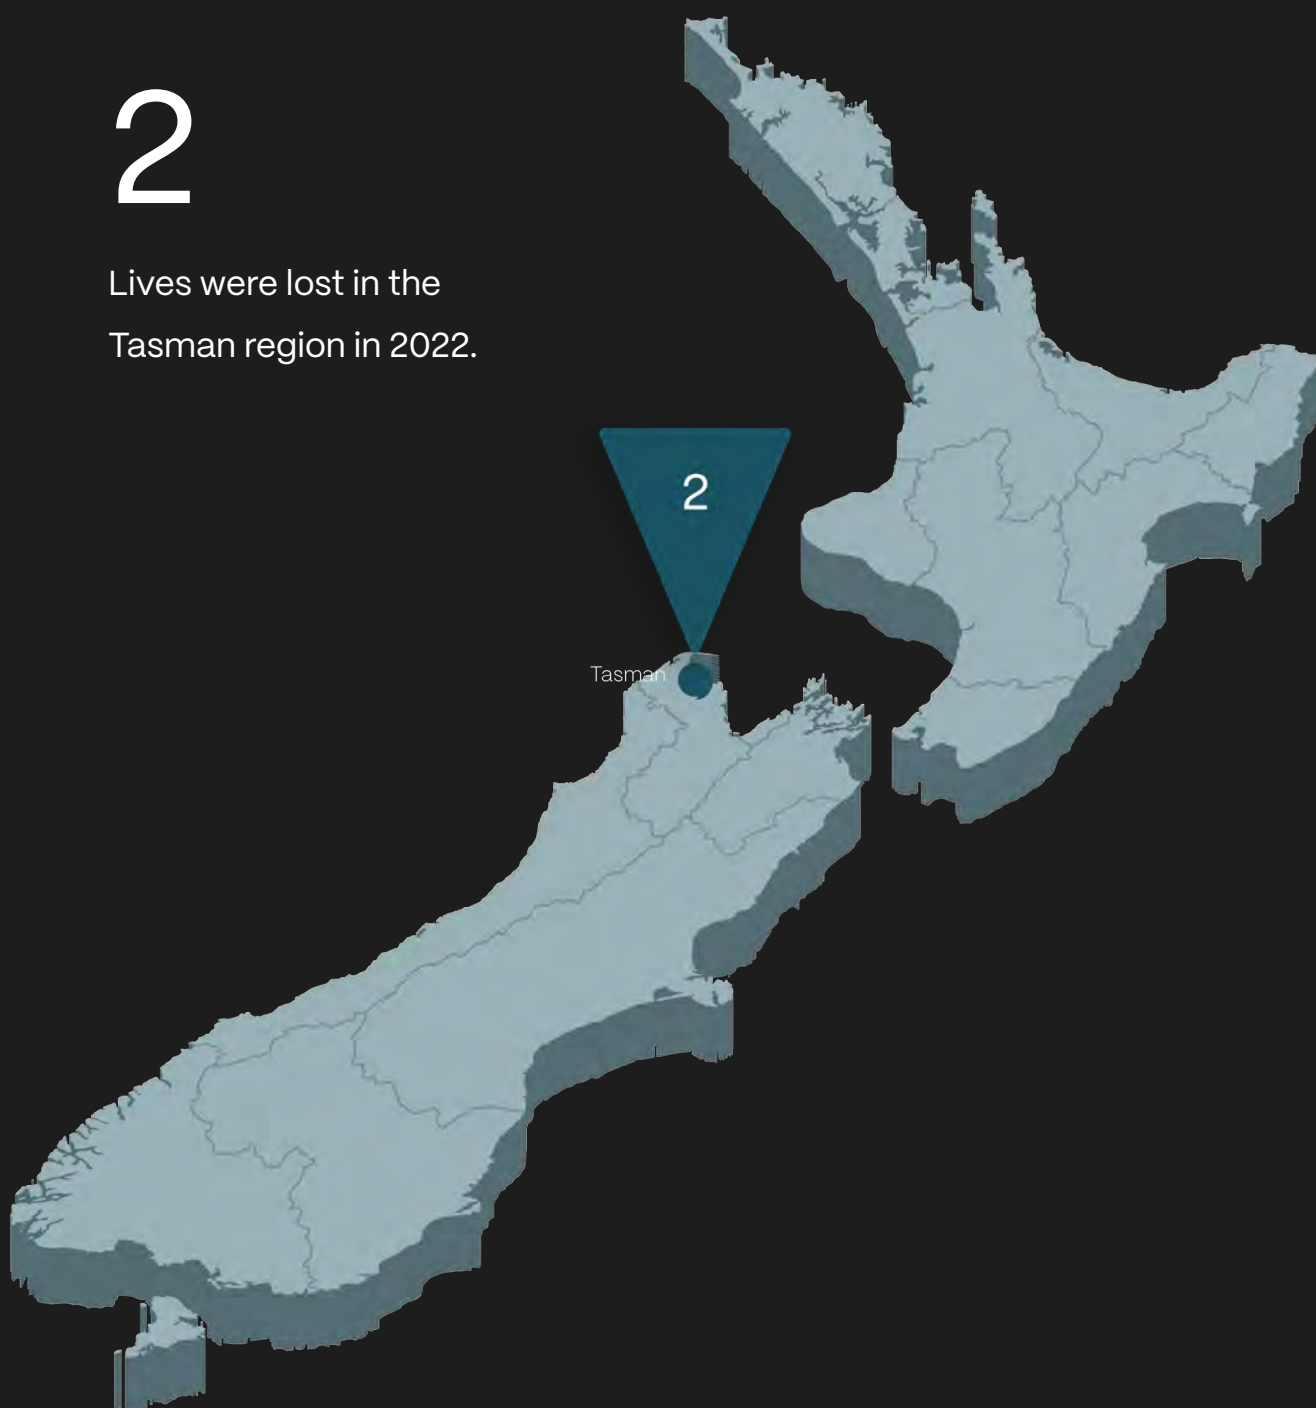 2
Lives were lost in the
Tasman region in 2022.
2
Tasman